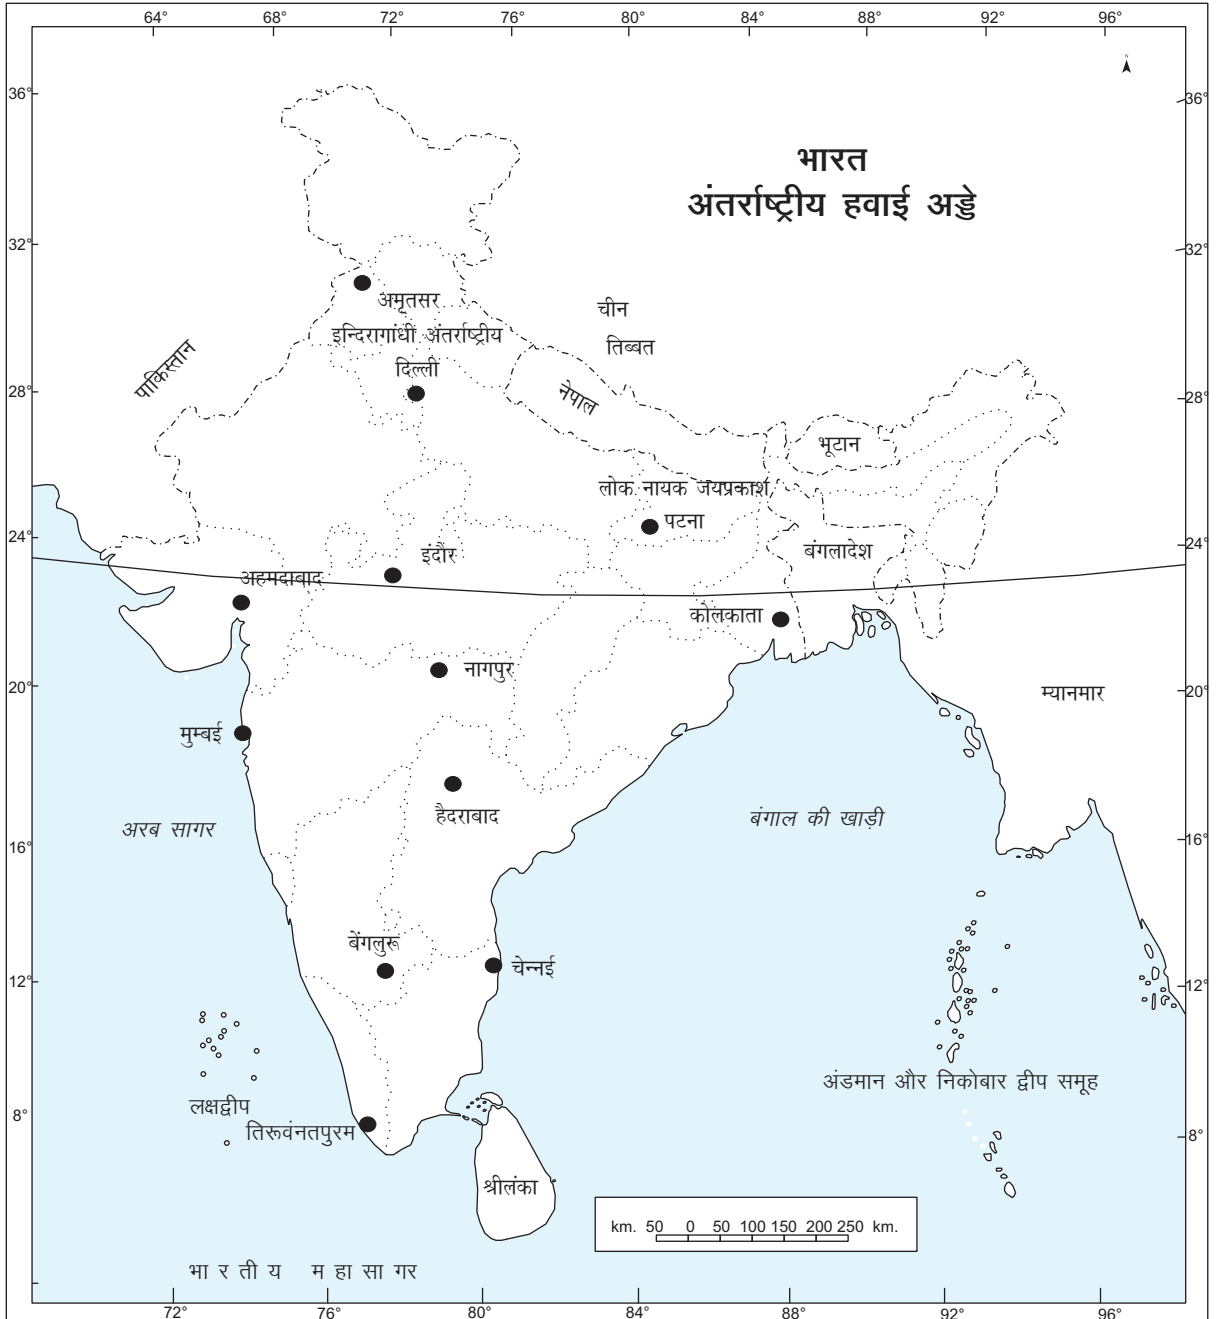 64° 68° 72° 76° 80° 84° 88° 92° 96°
N
36° 36°
भारत
अंतर्राष्ट्रीय हवाई अड्डे
32° 32°
अमृतसर
चीन
इन्दिरागांधी अंतर्राष्ट्रीय
तिब्बत
पाकिस्तान
दिल्ली
28° 28°
नेपाल
भूटान
लोक नायक जयप्रकाश
पटना
24° 24°
इंदौर
बंगलादेश
अहमदाबाद
कोलकाता
नागपुर
20° 20°
म्यानमार
मुम्बई
हैदराबाद
अरब सागर
बंगाल की खाड़ी
16° 16°
बेंगलुरू
चेन्नई
12° 12°
अंडमान और निकोबार द्वीप समूह
लक्षद्वीप
8° 8°
तिरूवंनतपुरम
श्रीलंका
km. 50 0 50 100 150 200 250 km.
भारतीय महासागर
72° 76° 80° 84° 88° 92° 96°